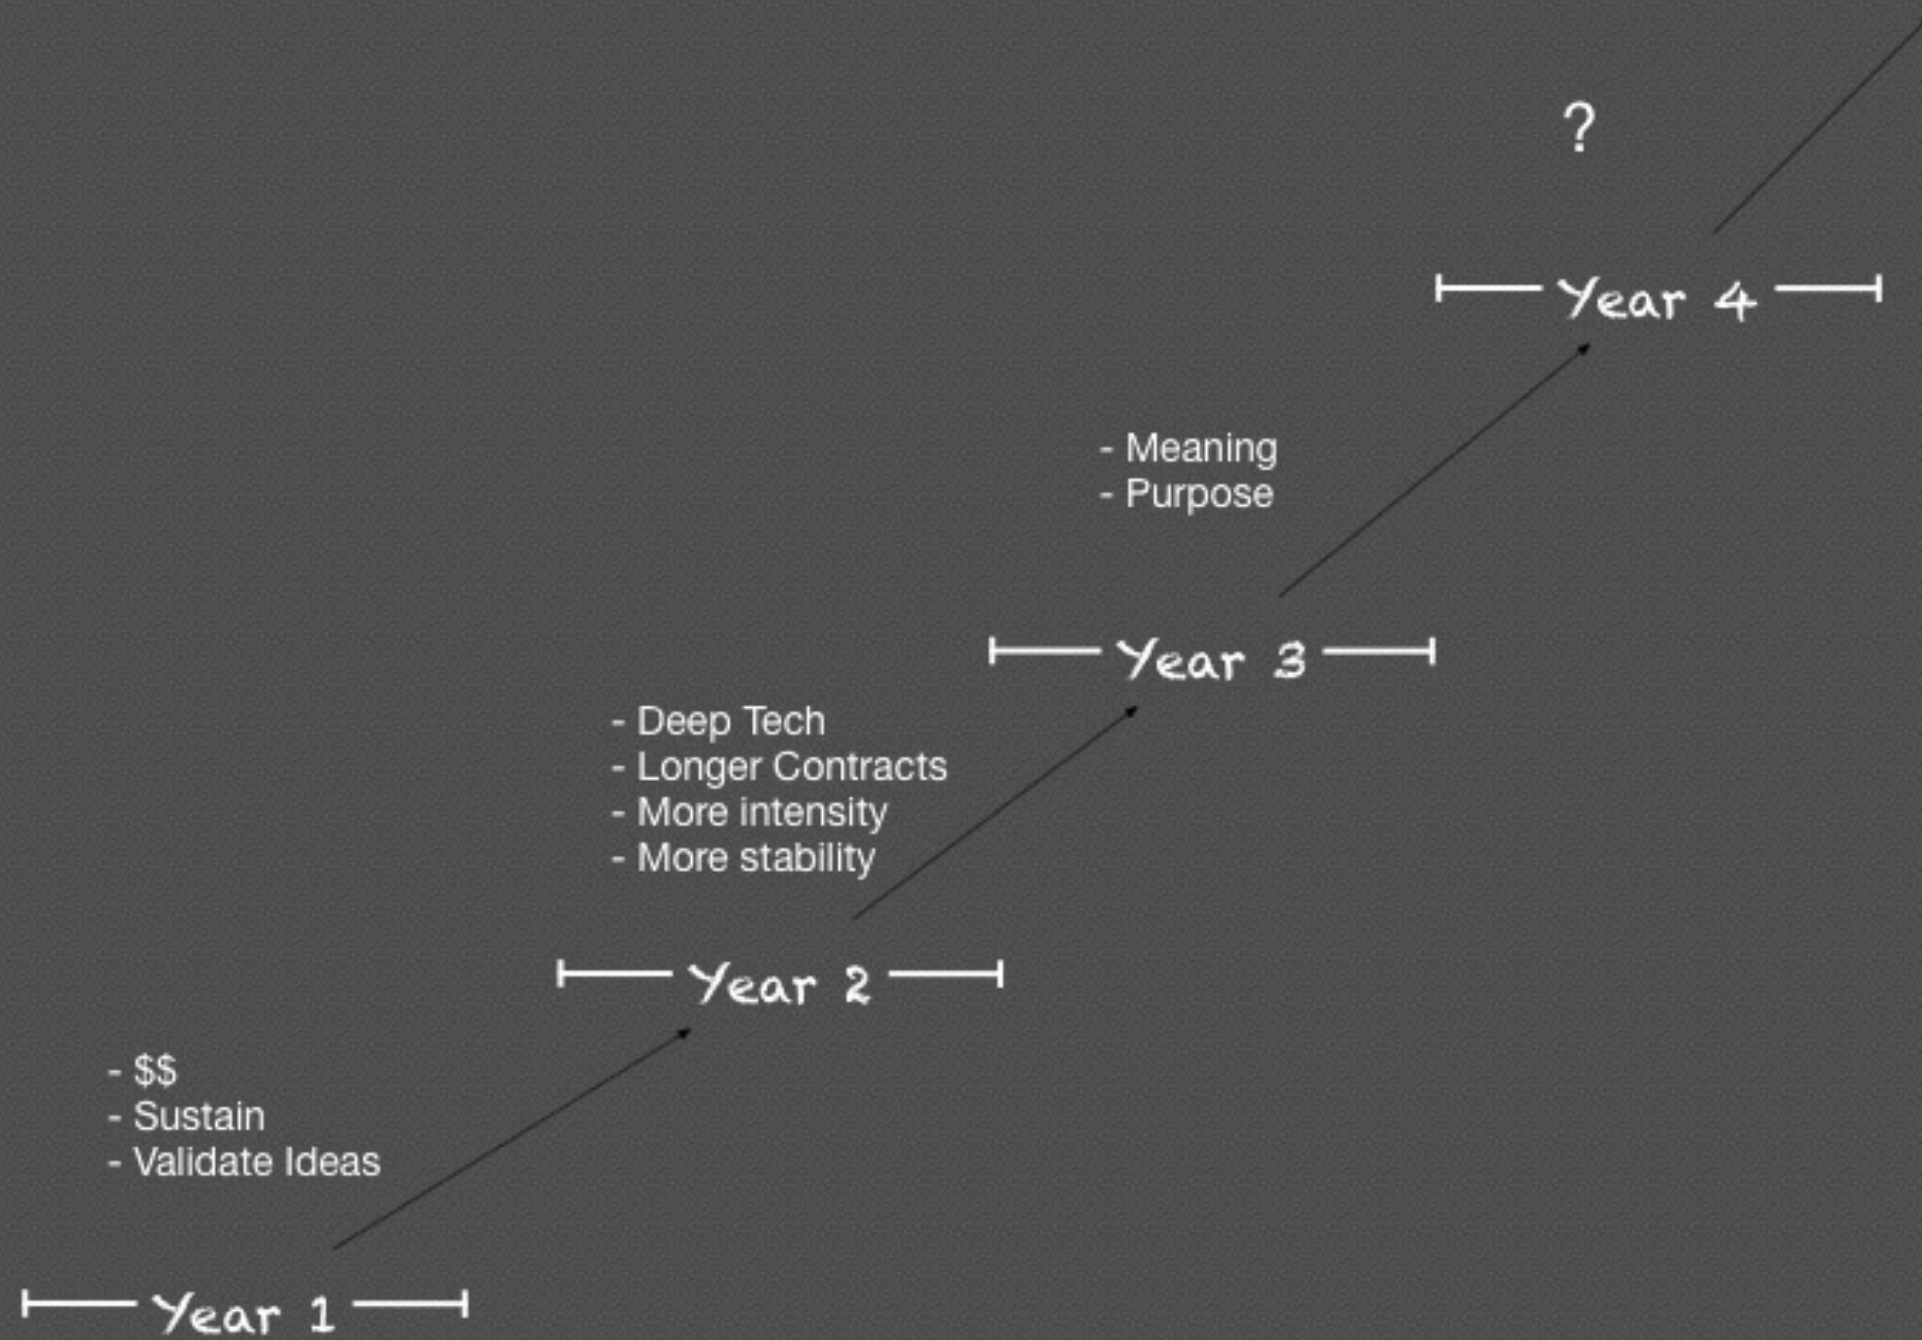 ?
Year 4
- Meaning
- Purpose
Year 3
- Deep Tech
- Longer Contracts
- More intensity
- More stability
Year 2
- $$
- Sustain
- Validate Ideas
Year 1